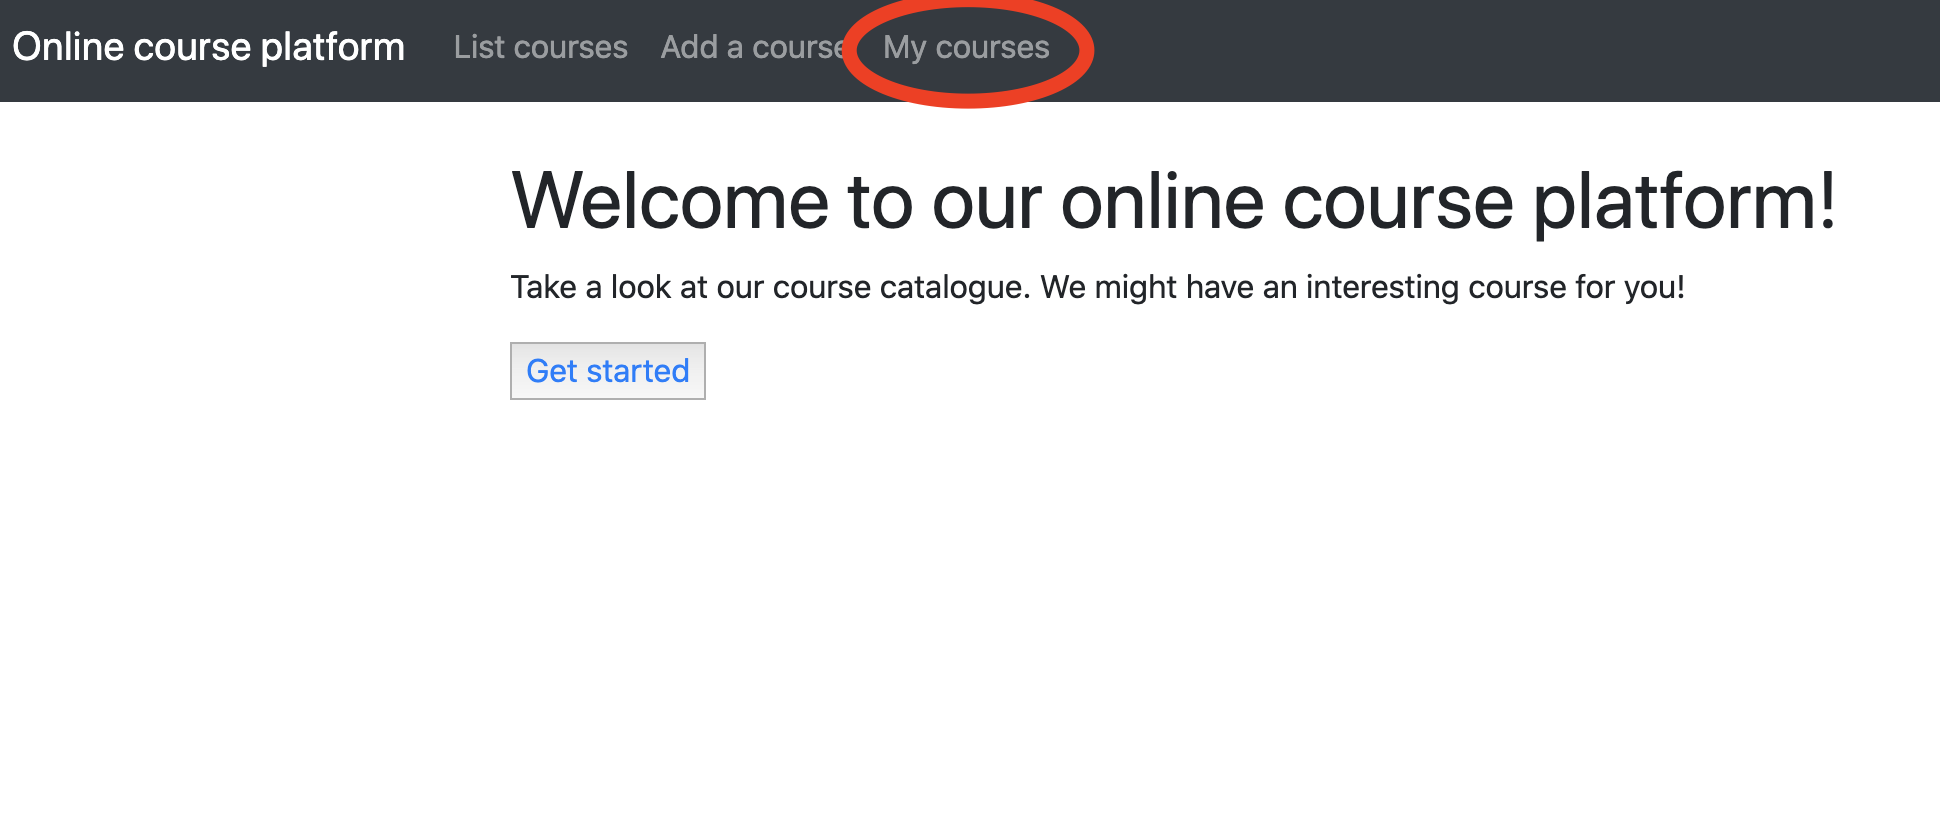 Online course platform List courses Add a course My courses
Welcome to our online course platform!
Take a look at our course catalogue. We might have an interesting course for you!
Get started